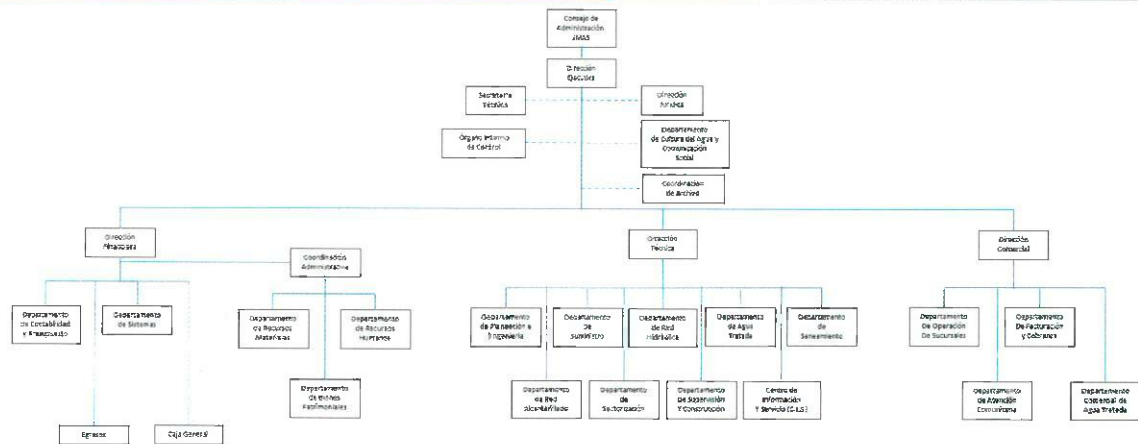 Consejo de
Administración
JMAS
Dirección
Ejecutiva
Secretaría
Técnica
Dirección
Jurídica
Órgano Interno
de Control
Departamento
de Cultura del Agua y
Comunicación
Social
Coordinación
de Archivo
Dirección
Financiera
Coordinación
Administrativa
Dirección
Técnica
Dirección
Comercial
Departamento
de Contabilidad
y Presupuesto
Departamento
de Sistemas
Departamento
de Recursos
Materiales
Departamento
de Recursos
Humanos
Departamento
de Planeación e
Ingeniería
Departamento
de
Suministro
Departamento
de Red
Hidráulica
Departamento
de Agua
Tratada
Departamento
de
Saneamiento
Departamento
De Operación
De Sucursales
Departamento
De Facturación
y Cobranza
Departamento
de Bienes
Patrimoniales
Departamento
de Red
Alcantarillado
Departamento
de
Sectorización
Departamento
De Supervisión
Y Construcción
Centro de
Información
Y Servicio (C.I.S.)
Departamento
de Atención
Comunitaria
Departamento
Comercial de
Agua Tratada
Egresos
Caja General